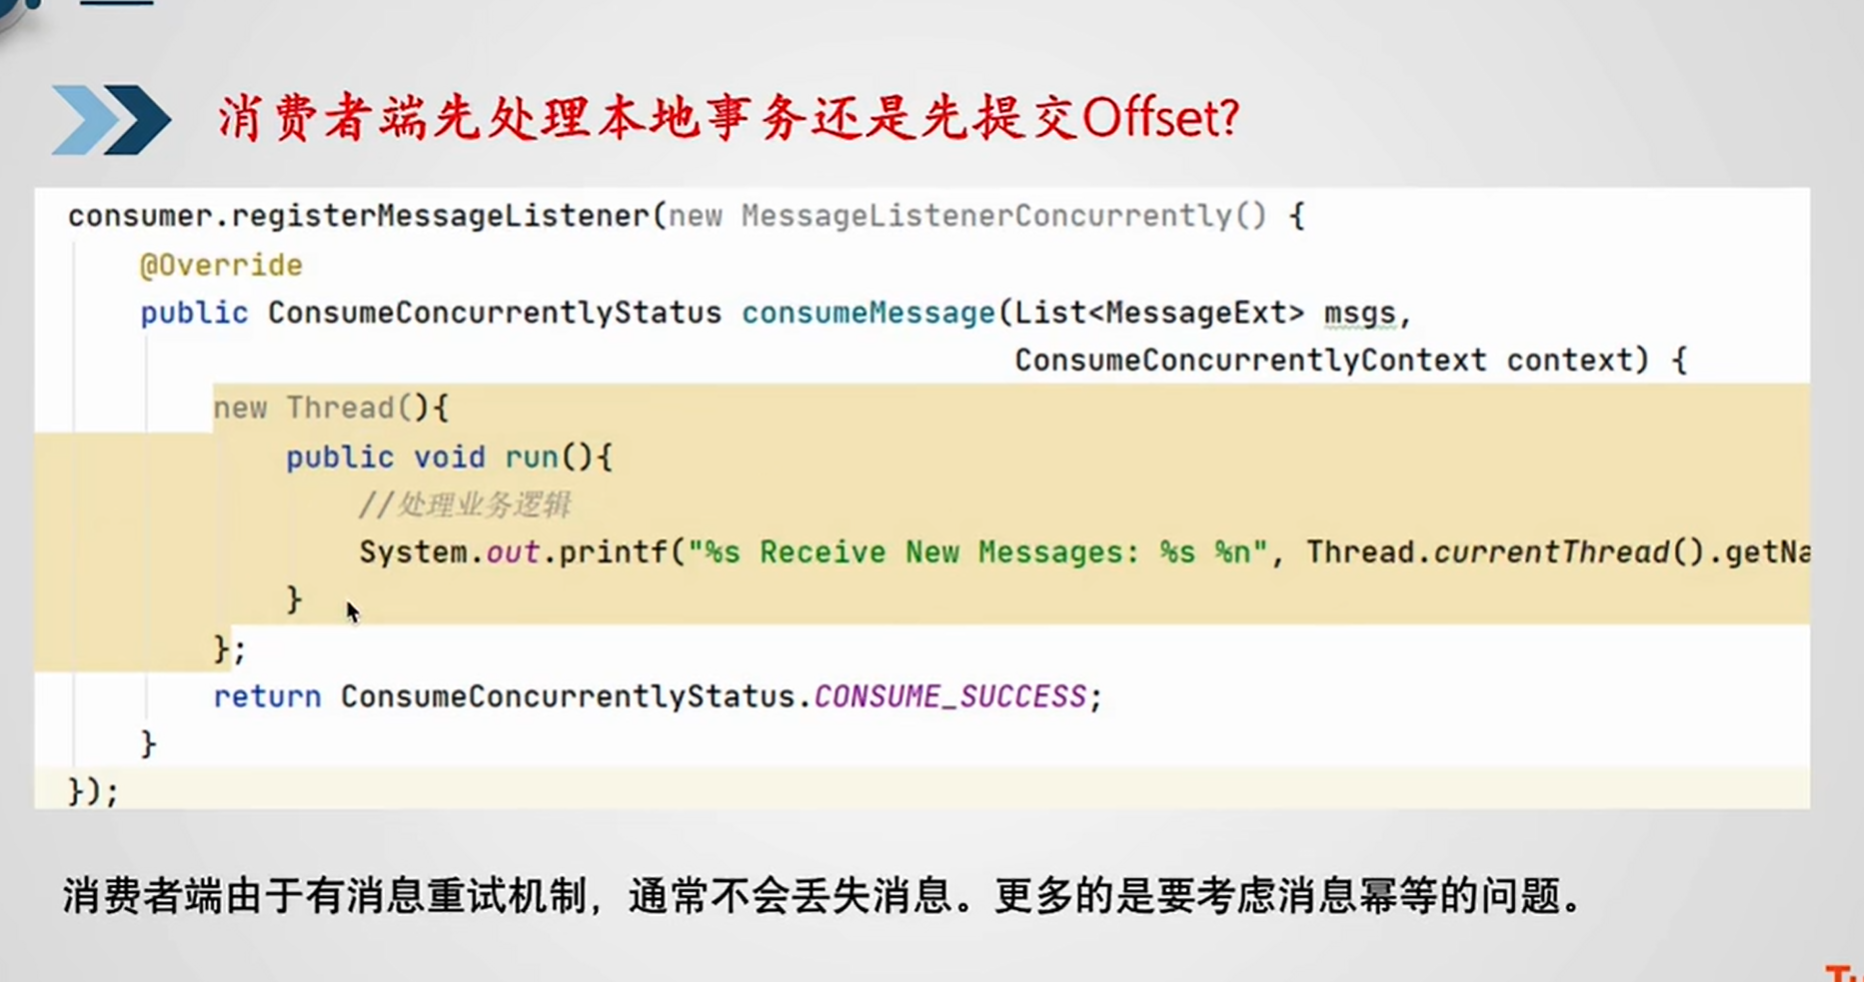 消费者端先处理本地事务还是先提交Offset?
consumer.registerMessageListener(new MessageListenerConcurrently() {
@Override
public ConsumeConcurrentlyStatus consumeMessage(List<MessageExt> msgs,
ConsumeConcurrentlyContext context) {
new Thread(){
public void run(){
//处理业务逻辑
System.out.printf("%s Receive New Messages: %s %n", Thread.currentThread().getNa
}
};
return ConsumeConcurrentlyStatus.CONSUME_SUCCESS;
}
});
消费者端由于有消息重试机制，通常不会丢失消息。更多的是要考虑消息幂等的问题。